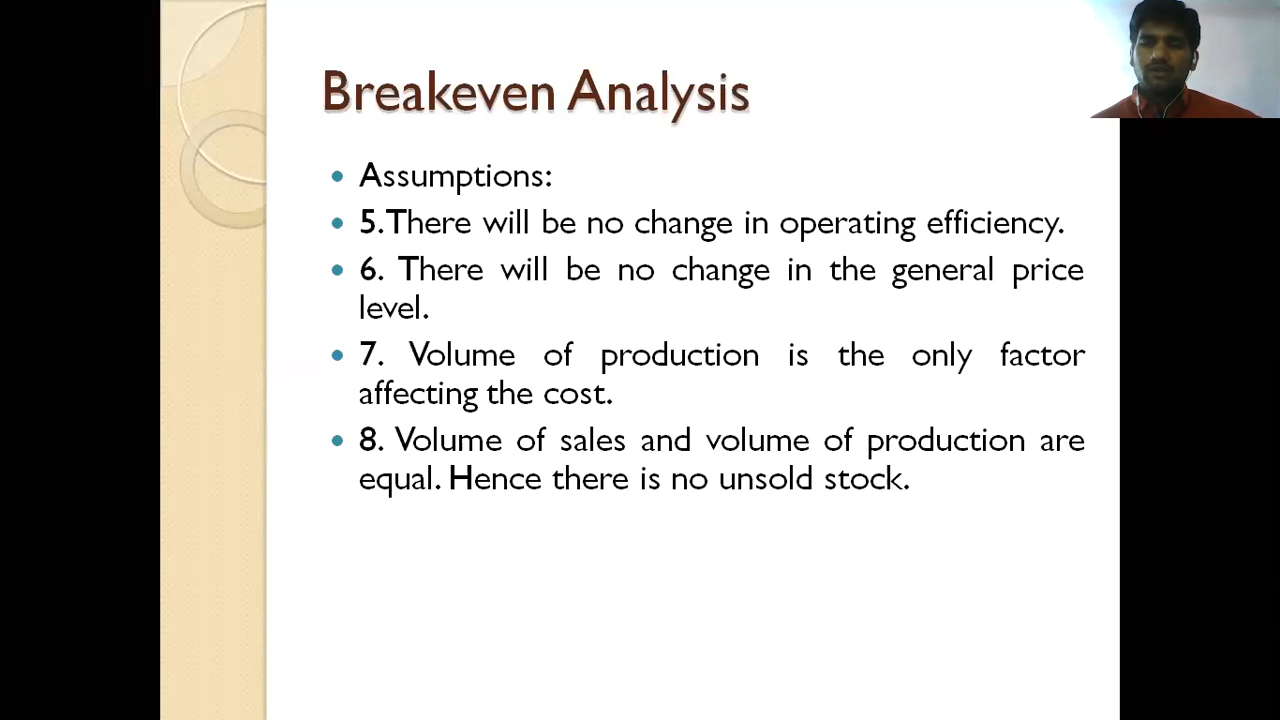 Breakeven Analysis
Assumptions:
5.There will be no change in operating efficiency.
6. There will be no change in the general price
level.
7. Volume of production is the only factor
affecting the cost.
8. Volume of sales and volume of production are
equal. Hence there is no unsold stock.